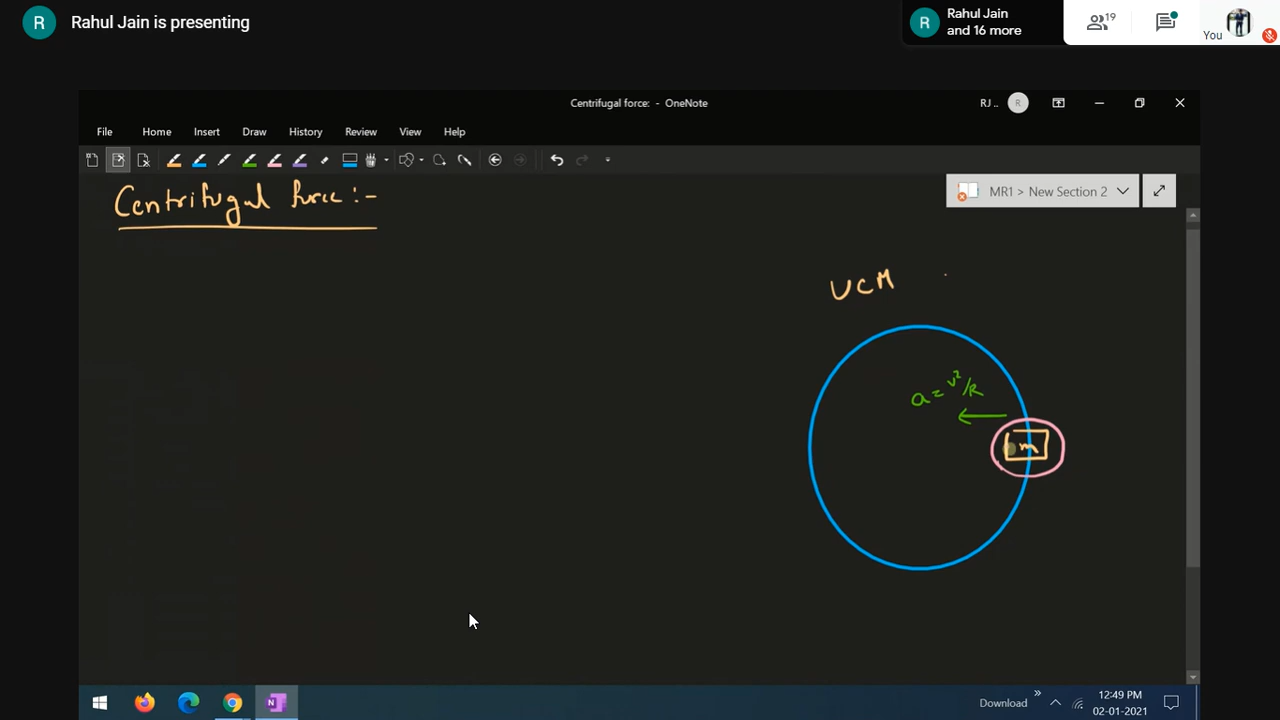 R Rahul Jain is presenting
R Rahul Jain and 16 more
19
You
Centrifugal force: - OneNote
RJ ..
R
File Home Insert Draw History Review View Help
MR1 > New Section 2
Centrifugal force :-
UCM
a = v²/R
m
Download
12:49 PM
02-01-2021